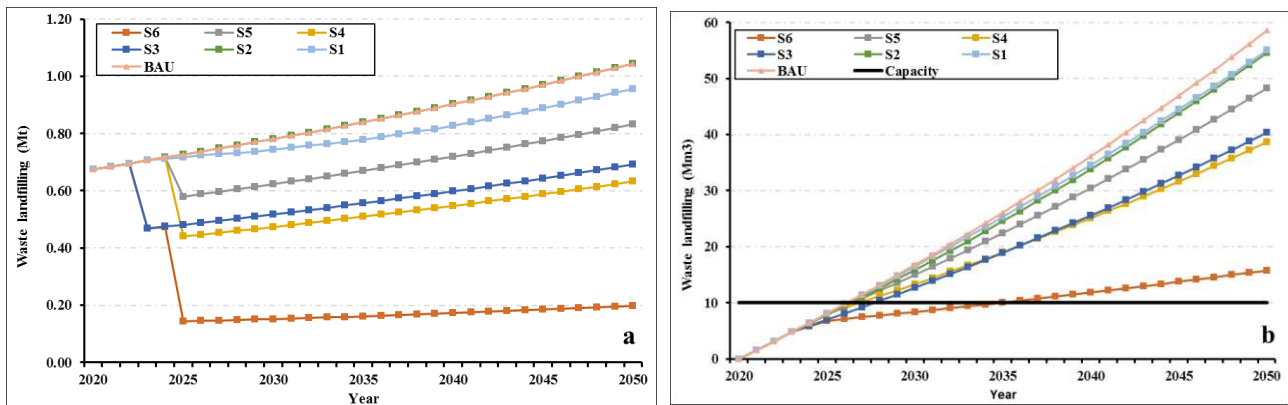 1.20
1.00
0.80
0.60
0.40
0.20
0.00
Waste landfilling (Mt)
S6 S5 S4
S3 S2 S1
BAU
2020 2025 2030 2035 2040 2045 2050
Year
a
60
50
40
30
20
10
0
Waste landfilling (Mm3)
S6 S5 S4
S3 S2 S1
BAU Capacity
2020 2025 2030 2035 2040 2045 2050
Year
b